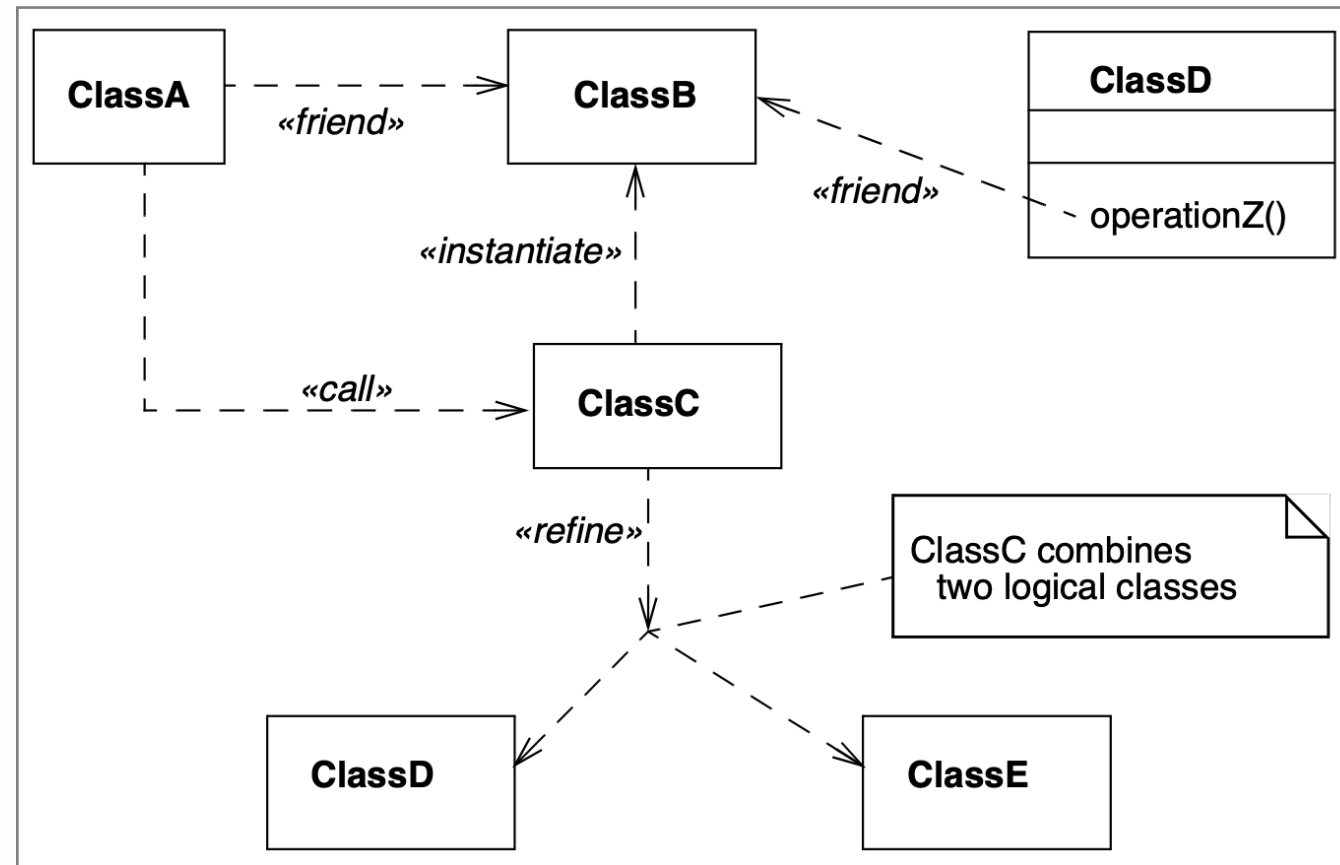 ClassA
ClassB
ClassD
«friend»
«friend»
operationZ()
«instantiate»
«call»
ClassC
«refine»
ClassC combines
two logical classes
ClassD
ClassE